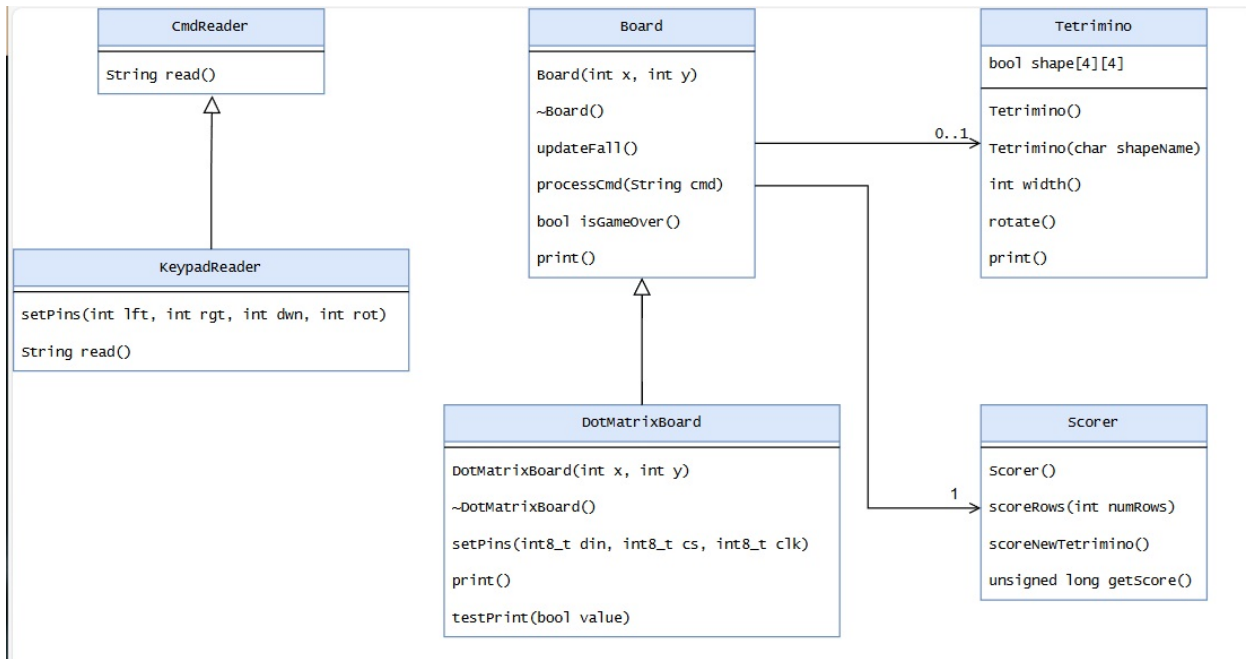 CmdReader
String read()
KeypadReader
setPins(int lft, int rgt, int dwn, int rot)
String read()
Board
Board(int x, int y)
~Board()
updateFall()
processCmd(String cmd)
bool isGameOver()
print()
0..1
1
DotMatrixBoard
DotMatrixBoard(int x, int y)
~DotMatrixBoard()
setPins(int8_t din, int8_t cs, int8_t clk)
print()
testPrint(bool value)
Tetrimino
bool shape[4][4]
Tetrimino()
Tetrimino(char shapeName)
int width()
rotate()
print()
Scorer
Scorer()
scoreRows(int numRows)
scoreNewTetrimino()
unsigned long getScore()